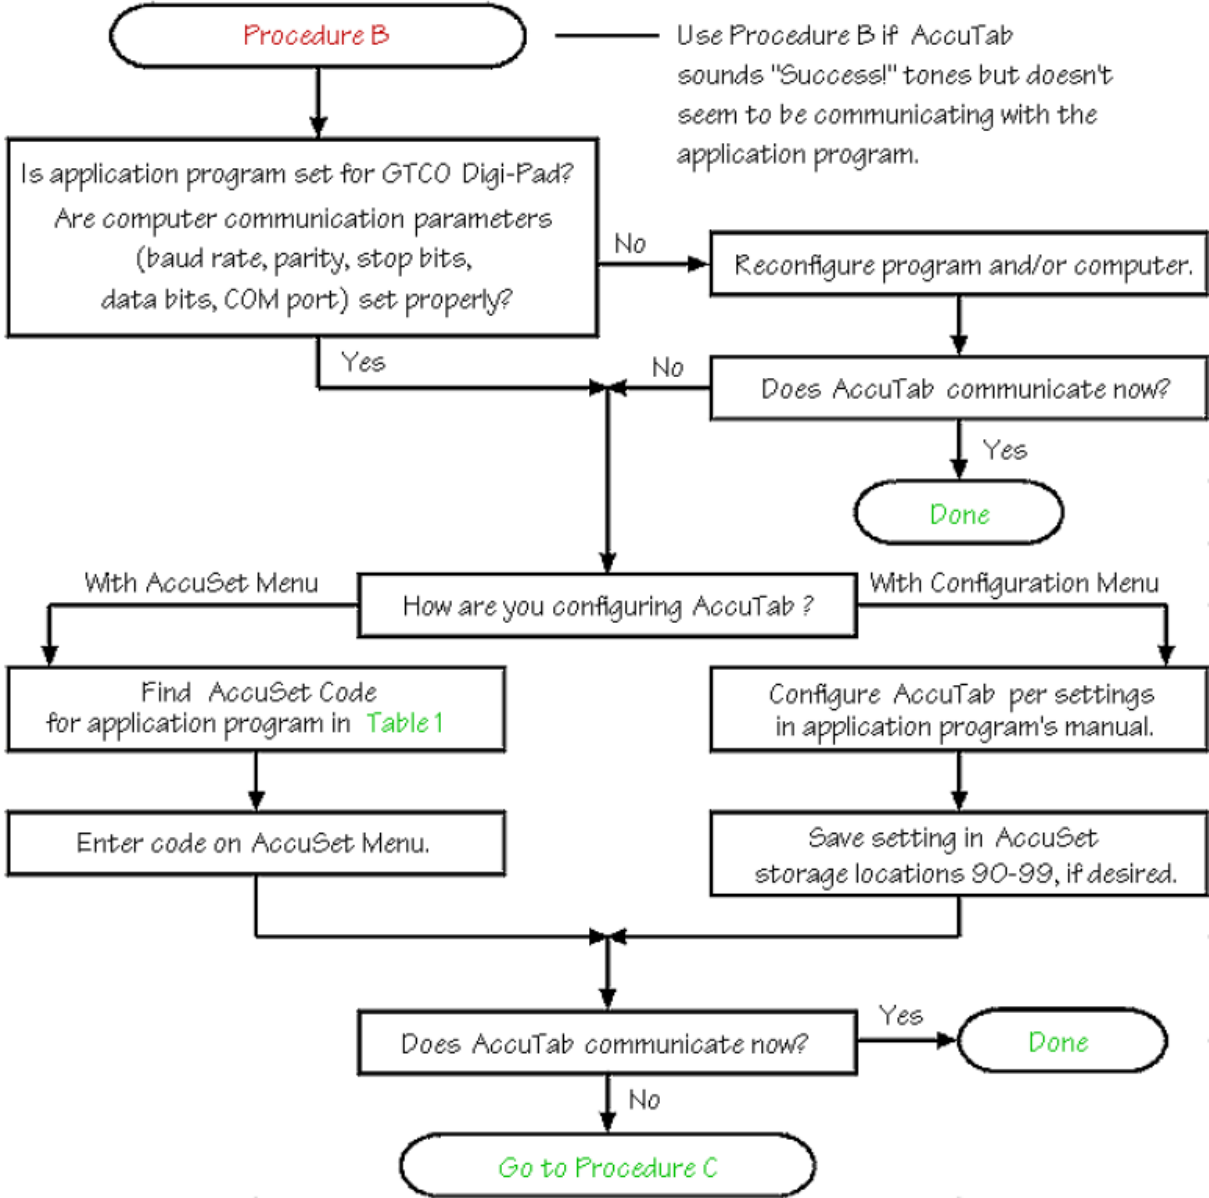 Procedure B
Use Procedure B if AccuTab
sounds "Success!" tones but doesn't
seem to be communicating with the
application program.
Is application program set for GTCO Digi-Pad?
Are computer communication parameters
(baud rate, parity, stop bits,
data bits, COM port) set properly?
No
Reconfigure program and/or computer.
Yes
No
Does AccuTab communicate now?
Yes
Done
With AccuSet Menu
How are you configuring AccuTab ?
With Configuration Menu
Find AccuSet Code
for application program in Table 1
Configure AccuTab per settings
in application program's manual.
Enter code on AccuSet Menu.
Save setting in AccuSet
storage locations 90-99, if desired.
Does AccuTab communicate now?
Yes
Done
No
Go to Procedure C